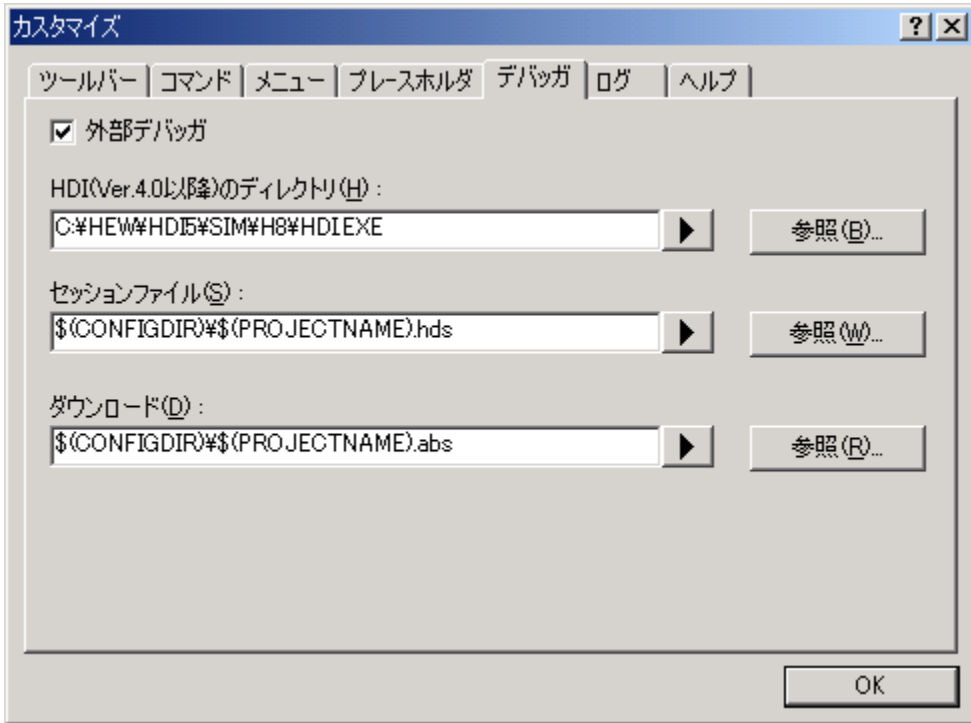 カスタマイズ
ツールバー コマンド メニュー プレースホルダ デバッガ ログ ヘルプ
外部デバッガ
HDI(Ver.4.0以降)のディレクトリ(H):
C:¥HEW¥HDI5¥SIM¥H8¥HDI.EXE 参照(B)...
セッションファイル(S):
$(CONFIGDIR)¥$(PROJECTNAME).hds 参照(W)...
ダウンロード(D):
$(CONFIGDIR)¥$(PROJECTNAME).abs 参照(R)...
OK